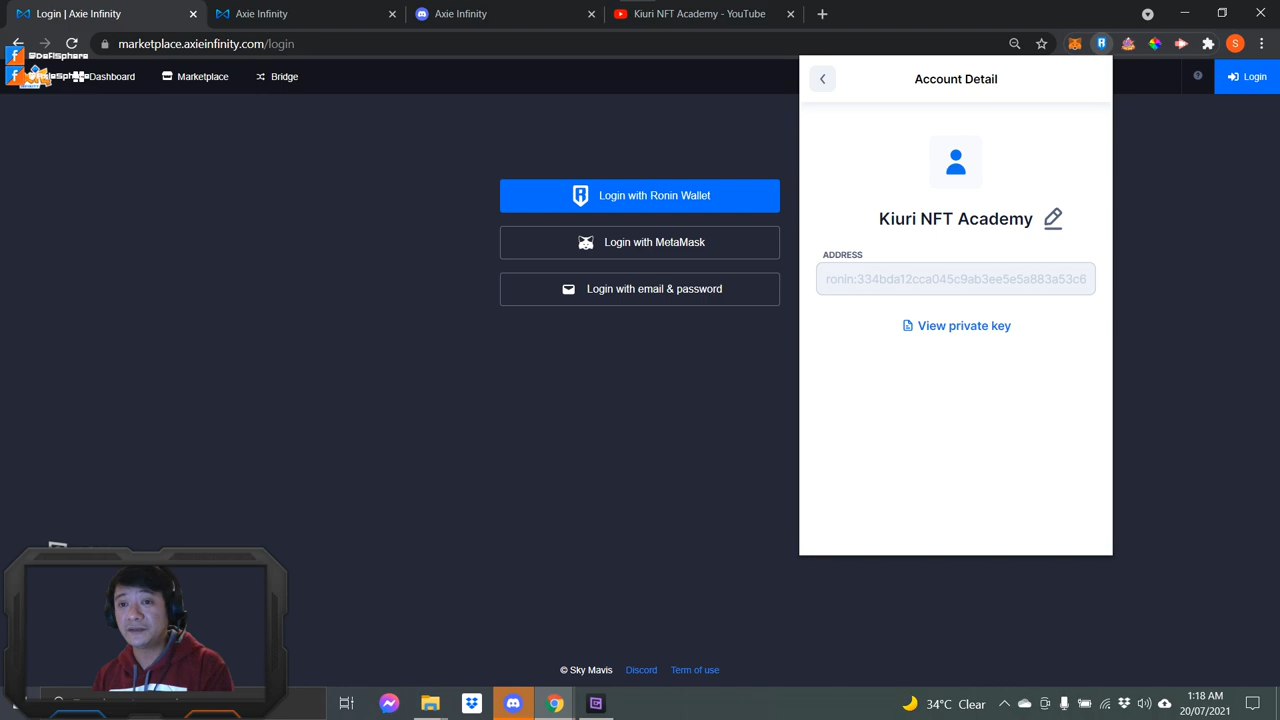 Login | Axie Infinity
Axie Infinity
Axie Infinity
Kiuri NFT Academy - YouTube
marketplace.axieinfinity.com/login
S
Dashboard
Marketplace
Bridge
Login
Account Detail
Login with Ronin Wallet
Login with MetaMask
Login with email & password
Kiuri NFT Academy
ADDRESS
ronin:334bda12cca045c9ab3ee5e5a883a53c6
View private key
© Sky Mavis
Discord
Term of use
34°C Clear
1:18 AM
20/07/2021